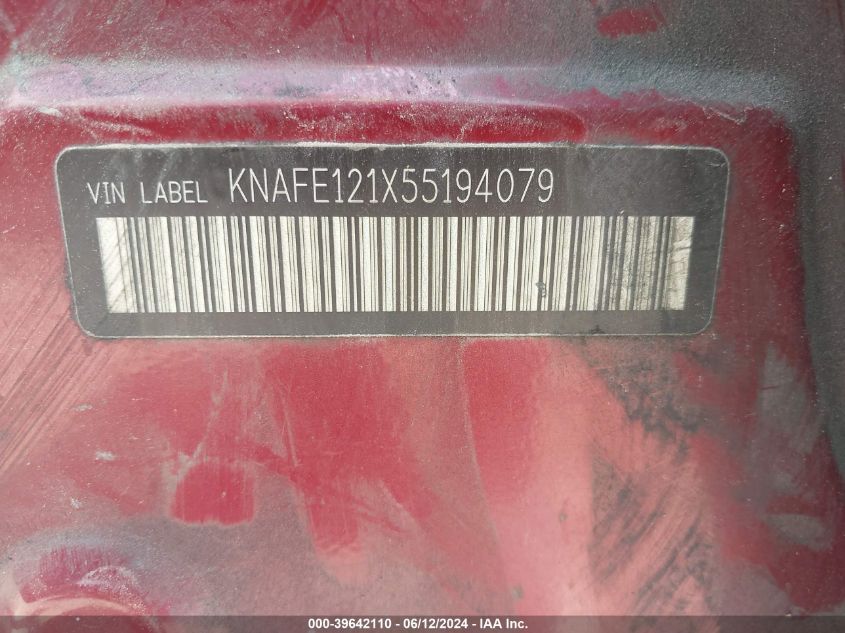 VIN LABEL KNAFE121X55194079
000-39642110 - 06/12/2024 - IAA Inc.